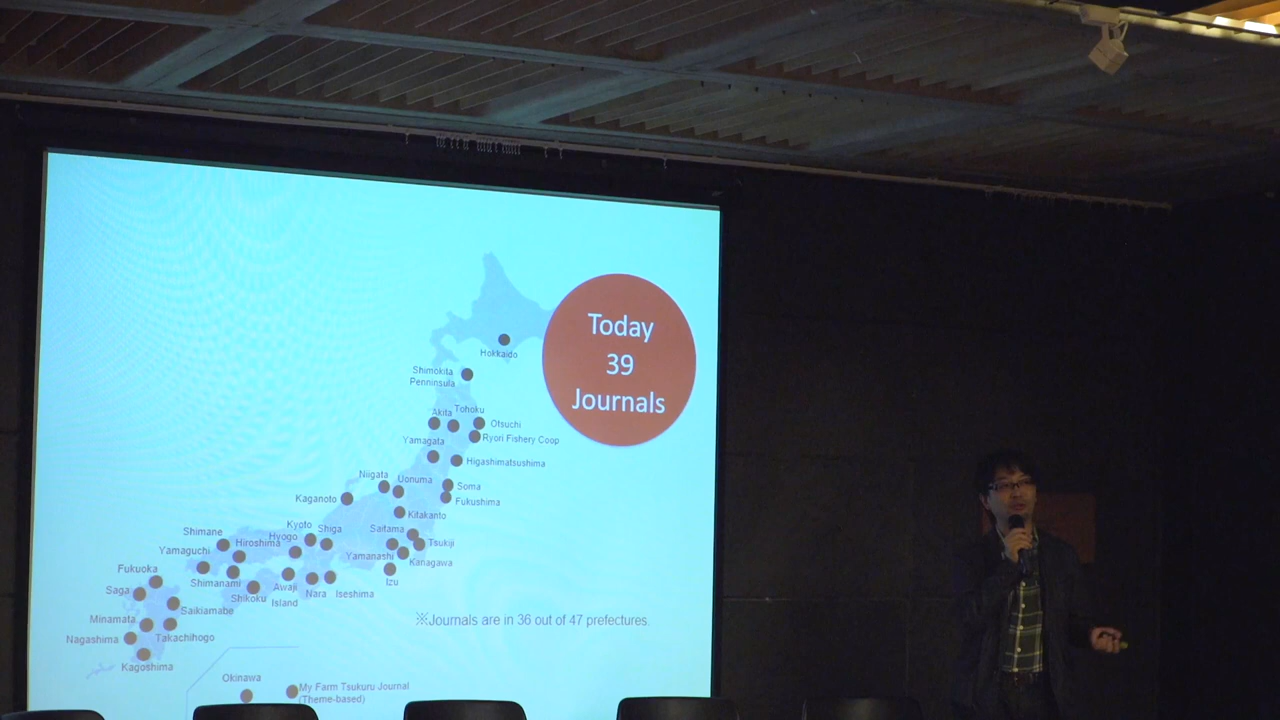 Today
39
Journals
Hokkaido
Shimokita
Penninsula
Akita
Tohoku
Otsuchi
Ryori Fishery Coop
Yamagata
Higashimatsushima
Niigata
Uonuma
Soma
Fukushima
Kaganoto
Kitakanto
Saitama
Tsukiji
Kyoto
Shiga
Hyogo
Shimane
Hiroshima
Yamaguchi
Yamanashi
Kanagawa
Izu
Fukuoka
Shimanami
Shikoku
Awaji
Island
Nara
Iseshima
Saga
Saikiamabe
Minamata
Takachihogo
Nagashima
Kagoshima
※Journals are in 36 out of 47 prefectures.
Okinawa
My Farm Tsukuru Journal
(Theme-based)